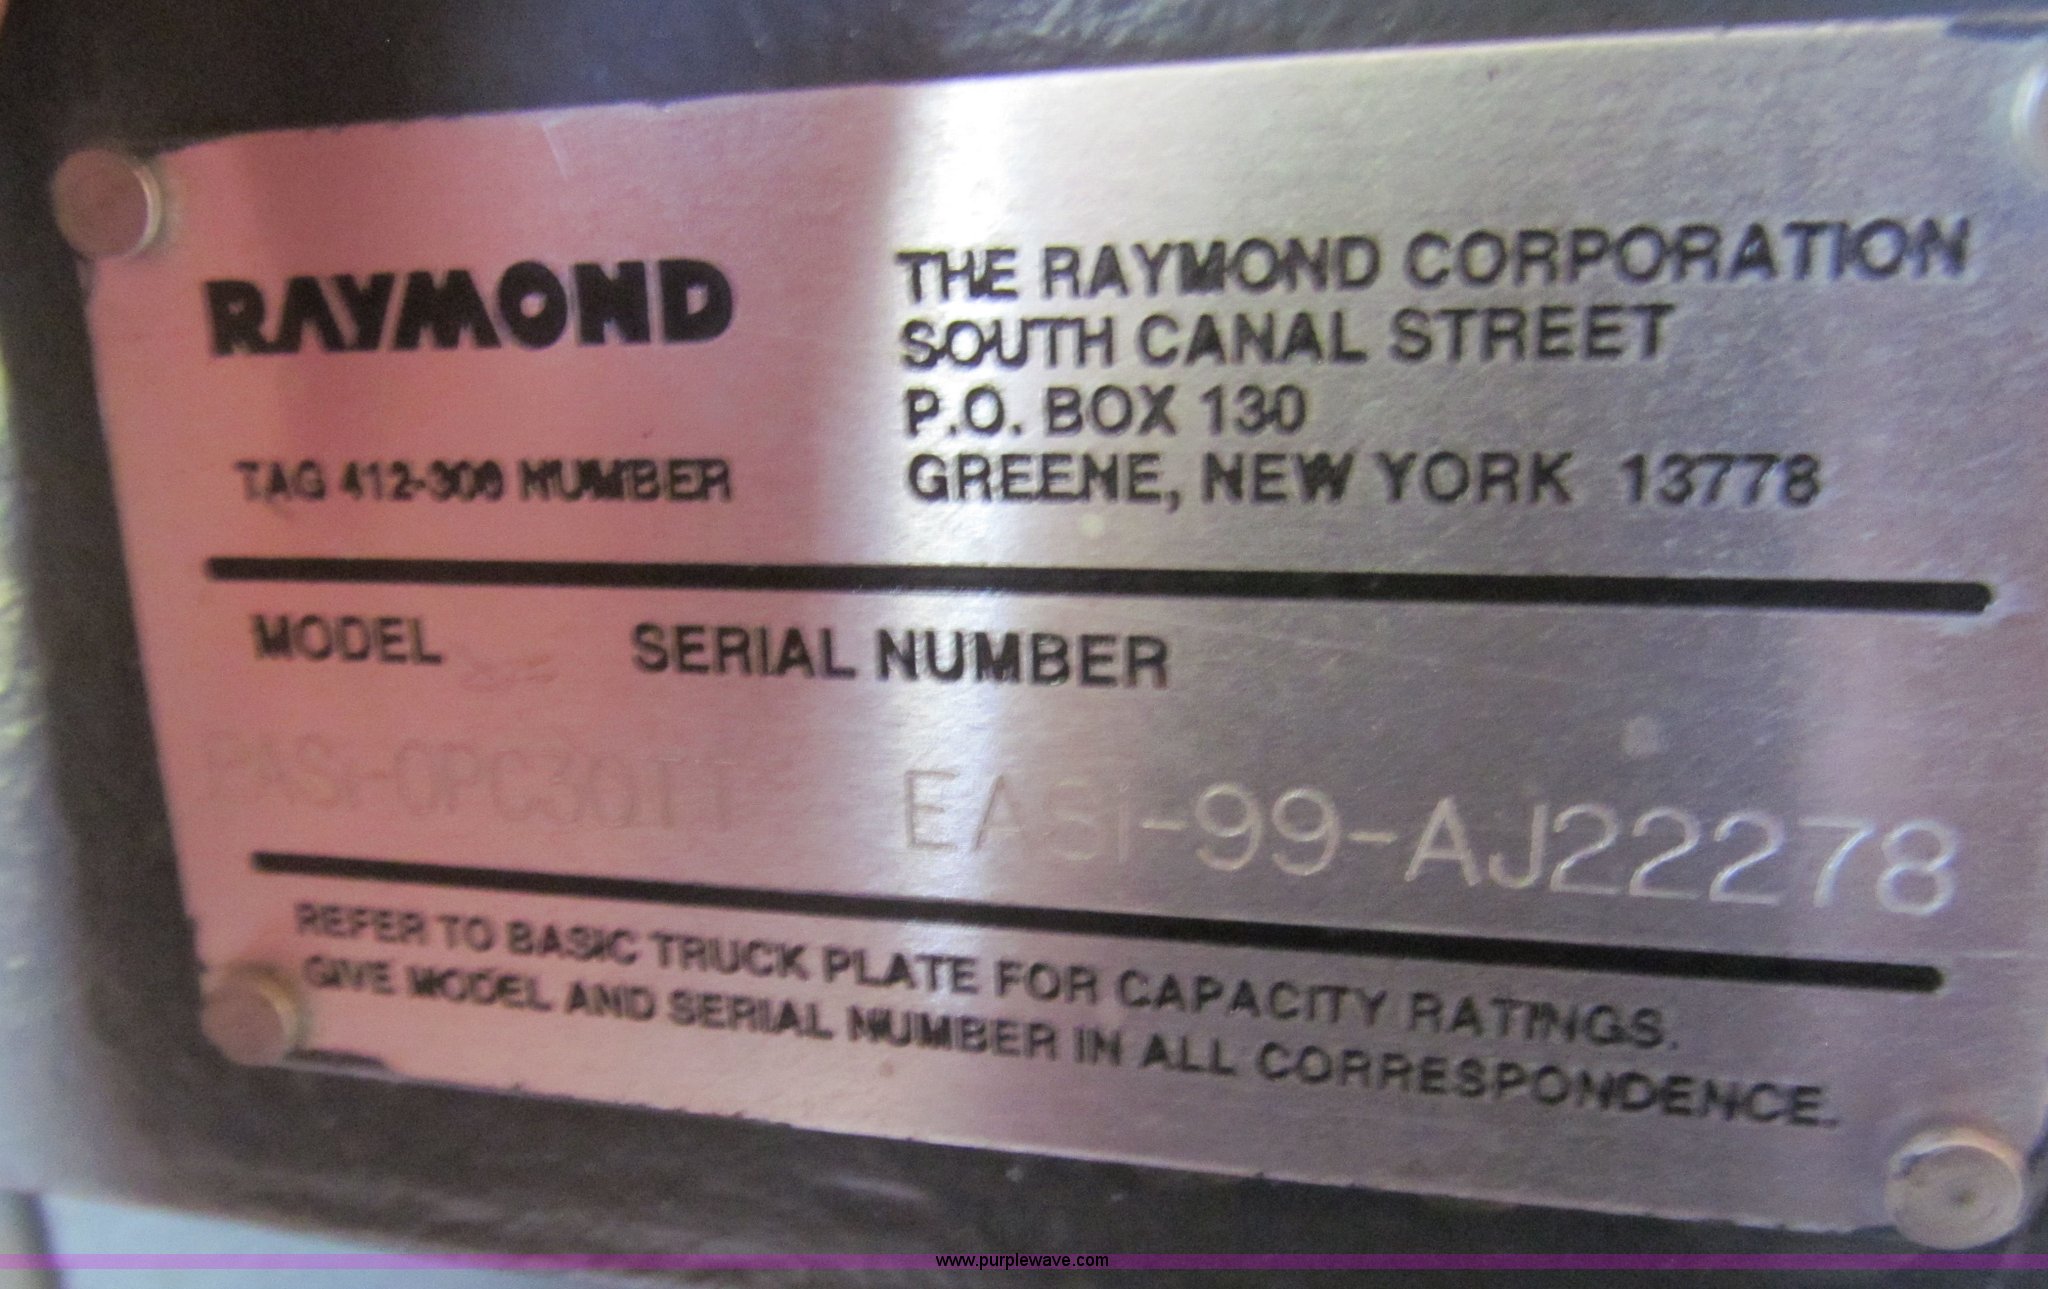 RAYMOND
THE RAYMOND CORPORATION
SOUTH CANAL STREET
P.O. BOX 130
GREENE, NEW YORK 13778
TAG 412-306 NUMBER
MODEL SERIAL NUMBER
EASI-99-AJ22278
REFER TO BASIC TRUCK PLATE FOR CAPACITY RATINGS.
GIVE MODEL AND SERIAL NUMBER IN ALL CORRESPONDENCE.
www.purplewave.com